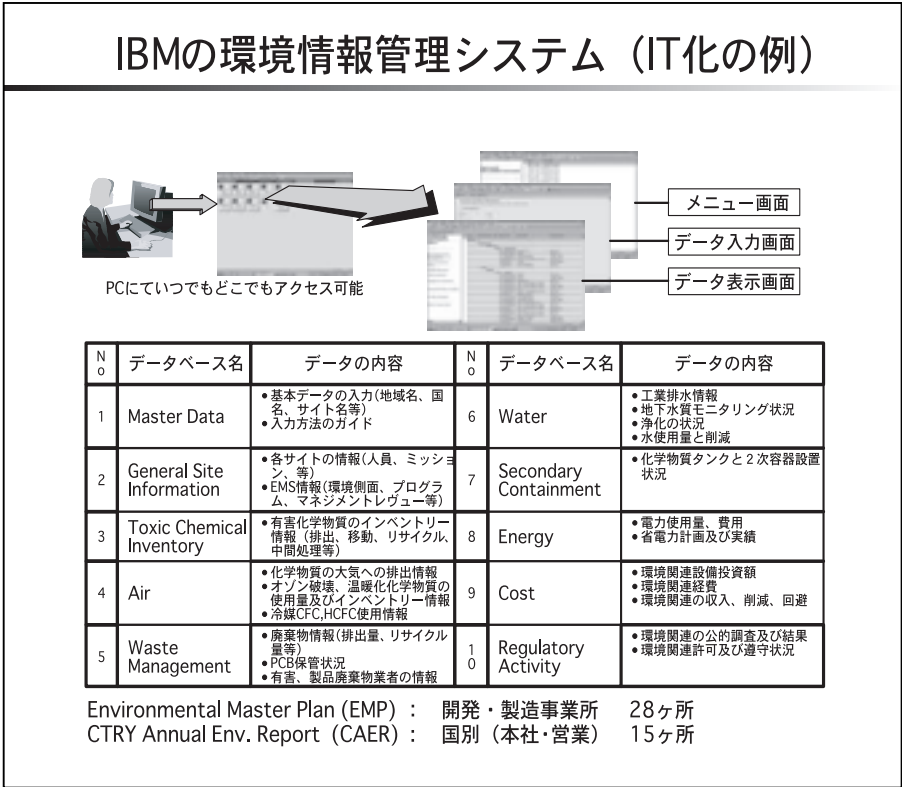 IBMの環境情報管理システム（IT化の例）
メニュー画面
データ入力画面
データ表示画面
PCにていつでもどこでもアクセス可能
No データベース名 データの内容 No データベース名 データの内容
1 Master Data
●基本データの入力(地域名、国
名、サイト名等)
●入力方法のガイド
6 Water
●工業排水情報
●地下水質モニタリング状況
●浄化の状況
●水使用量と削減
2 General Site
Information
●各サイトの情報(人員、ミッショ
ン、等)
●EMS情報(環境側面、プログラ
ム、マネジメントレヴュー等)
7 Secondary
Containment
●化学物質タンクと２次容器設置
状況
3 Toxic Chemical
Inventory
●有害化学物質のインベントリー
情報（排出、移動、リサイクル、
中間処理等)
8 Energy
●電力使用量、費用
●省電力計画及び実績
4 Air
●化学物質の大気への排出情報
●オゾン破壊、温暖化化学物質の
使用量及びインベントリー情報
●冷媒CFC,HCFC使用情報
9 Cost
●環境関連設備投資額
●環境関連経費
●環境関連の収入、削減、回避
5 Waste
Management
●廃棄物情報(排出量、リサイクル
量等)
●PCB保管状況
●有害、製品廃棄物業者の情報
10 Regulatory
Activity
●環境関連の公的調査及び結果
●環境関連許可及び遵守状況
Environmental Master Plan (EMP) : 開発・製造事業所 28ヶ所
CTRY Annual Env. Report (CAER) : 国別（本社・営業） 15ヶ所